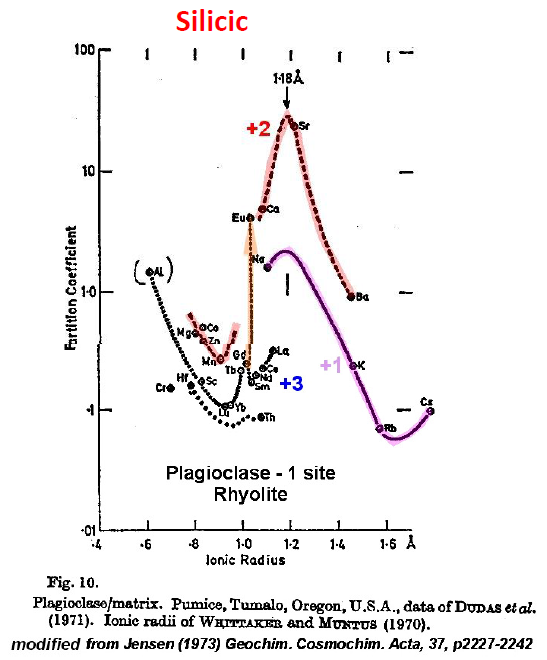 Silicic
100
1·18Å
+2
Sr
10
Ca
Eu
Na
(Al)
Partition Coefficient
1·0
Ba
Co
Mg
Zn
Mn
Gd
La
Tb
Ce
Nd
Sm
+3
+1
K
Cr
Hf
Sc
·1
Lu
Yb
Th
Rb
Cs
Plagioclase - 1 site
Rhyolite
·01
·4 ·6 ·8 1·0 1·2 1·4 1·6 Å
Ionic Radius
Fig. 10.
Plagioclase/matrix. Pumice, Tumalo, Oregon, U.S.A., data of DUDAS et al.
(1971). Ionic radii of WHITTAKER and MUNTUS (1970).
modified from Jensen (1973) Geochim. Cosmochim. Acta, 37, p2227-2242